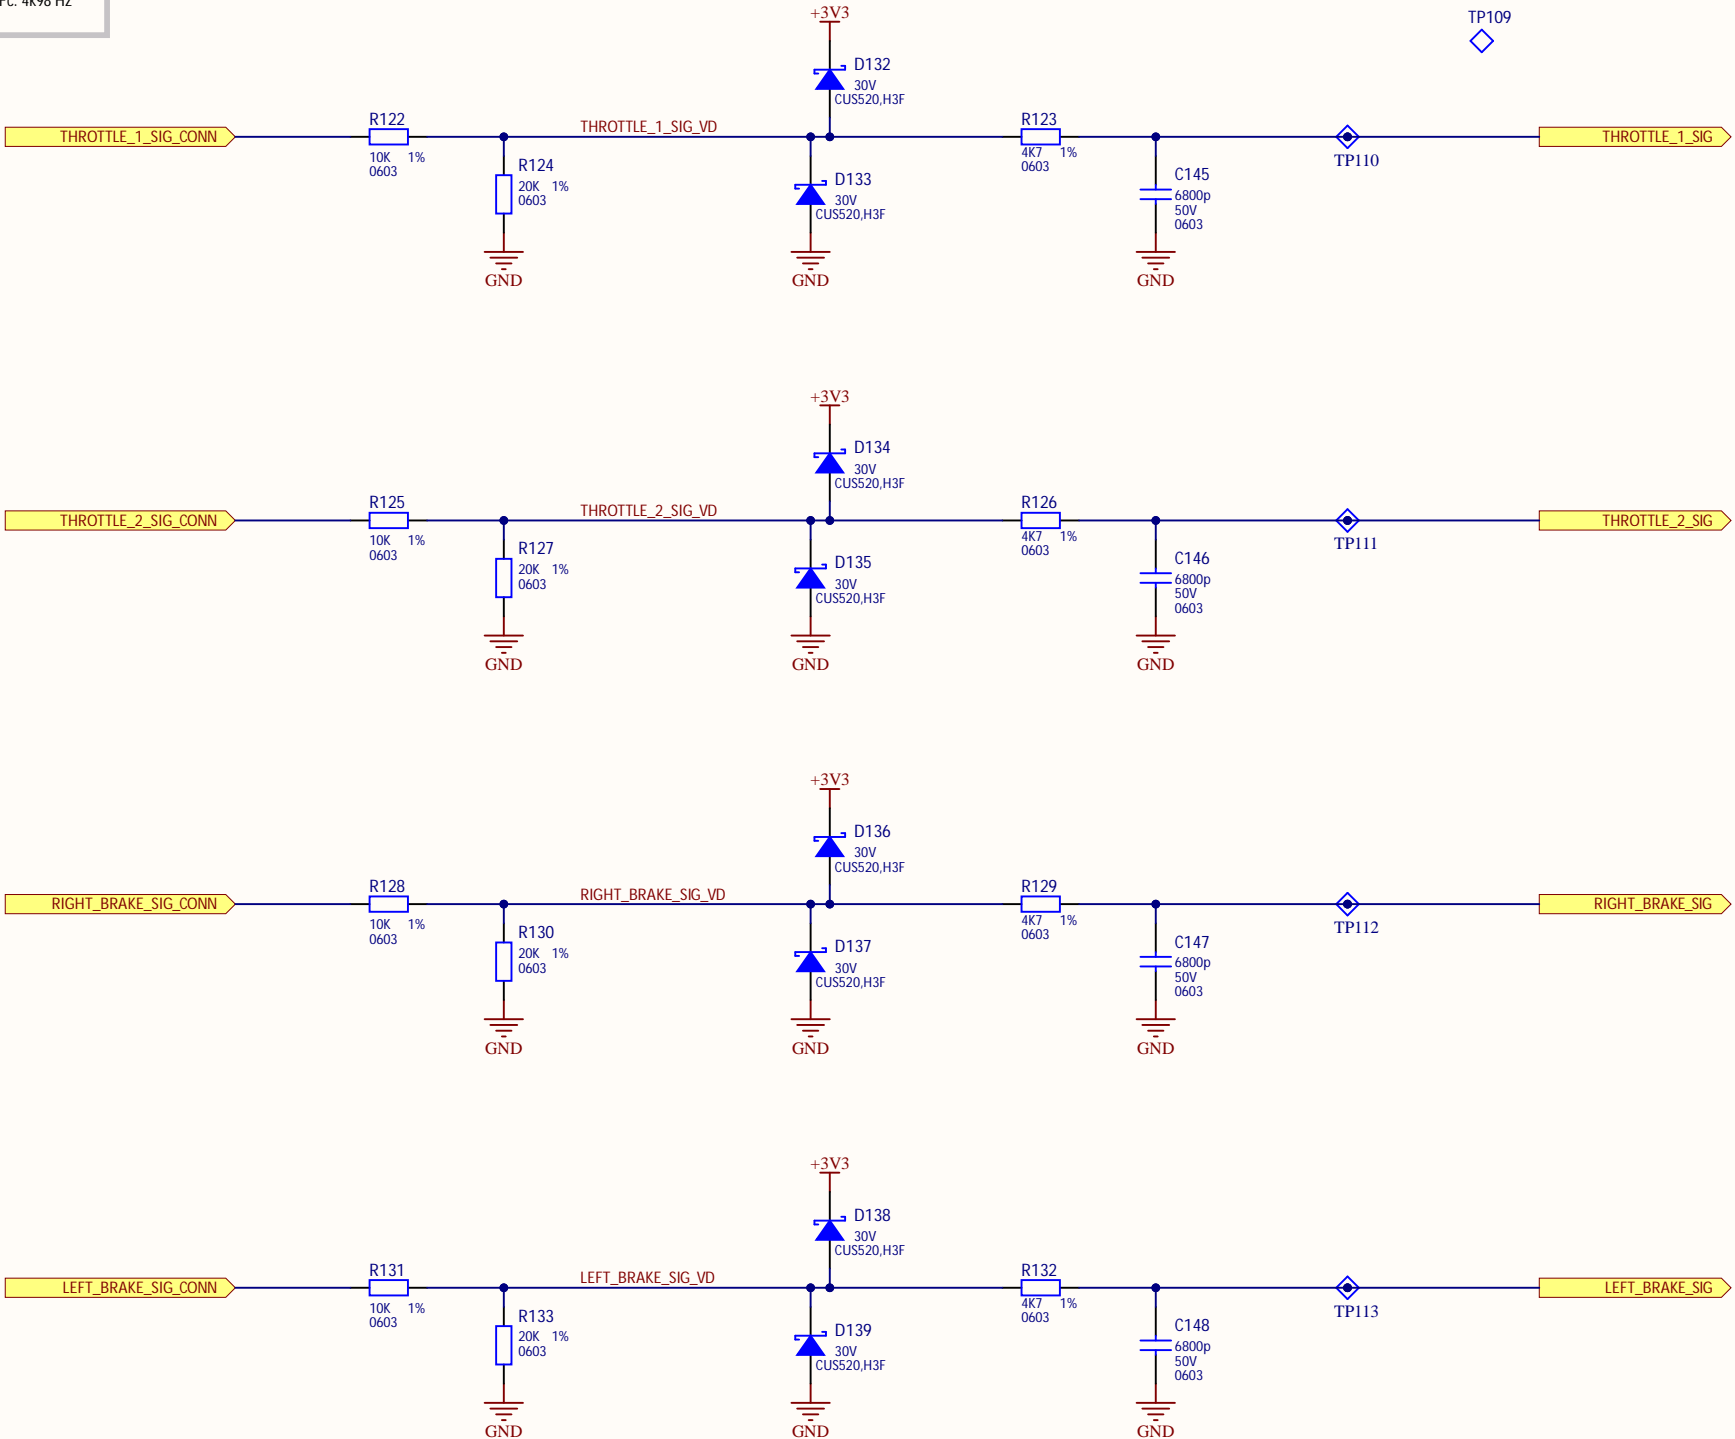 Fc: 4k98 Hz
TP109
+3V3
D132
30V
CUS520,H3F
THROTTLE_1_SIG_CONN
R122
10K 1%
0603
THROTTLE_1_SIG_VD
R124
20K 1%
0603
GND
D133
30V
CUS520,H3F
GND
R123
4K7 1%
0603
C145
6800p
50V
0603
GND
TP110
THROTTLE_1_SIG
+3V3
D134
30V
CUS520,H3F
THROTTLE_2_SIG_CONN
R125
10K 1%
0603
THROTTLE_2_SIG_VD
R127
20K 1%
0603
GND
D135
30V
CUS520,H3F
GND
R126
4K7 1%
0603
C146
6800p
50V
0603
GND
TP111
THROTTLE_2_SIG
+3V3
D136
30V
CUS520,H3F
RIGHT_BRAKE_SIG_CONN
R128
10K 1%
0603
RIGHT_BRAKE_SIG_VD
R130
20K 1%
0603
GND
D137
30V
CUS520,H3F
GND
R129
4K7 1%
0603
C147
6800p
50V
0603
GND
TP112
RIGHT_BRAKE_SIG
+3V3
D138
30V
CUS520,H3F
LEFT_BRAKE_SIG_CONN
R131
10K 1%
0603
LEFT_BRAKE_SIG_VD
R133
20K 1%
0603
GND
D139
30V
CUS520,H3F
GND
R132
4K7 1%
0603
C148
6800p
50V
0603
GND
TP113
LEFT_BRAKE_SIG